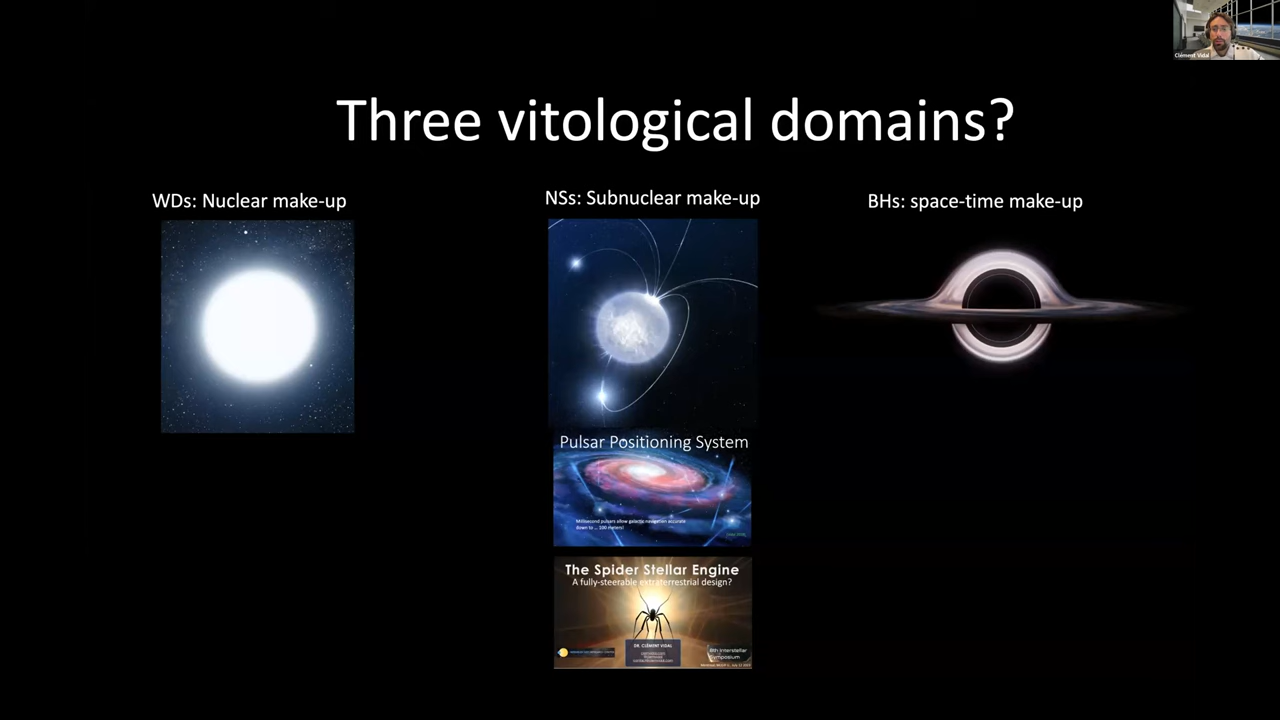 Clément Vidal
Three vitological domains?
WDs: Nuclear make-up
NSs: Subnuclear make-up
BHs: space-time make-up
Pulsar Positioning System
Millisecond pulsars allow galactic navigation accurate
down to ... 100 meters!
The Spider Stellar Engine
A fully-steerable extraterrestrial design?
DR. CLÉMENT VIDAL
8th Interstellar
Symposium